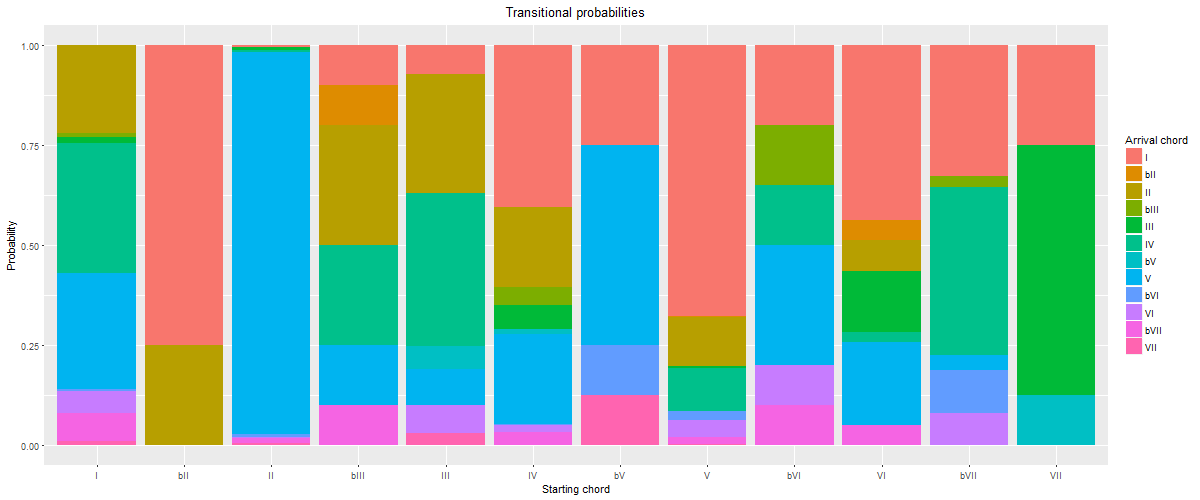 Transitional probabilities
1.00
0.75
0.50
0.25
0.00
Probability
I bII II bIII III IV bV V bVI VI bVII VII
Starting chord
Arrival chord
I
bII
II
bIII
III
IV
bV
V
bVI
VI
bVII
VII